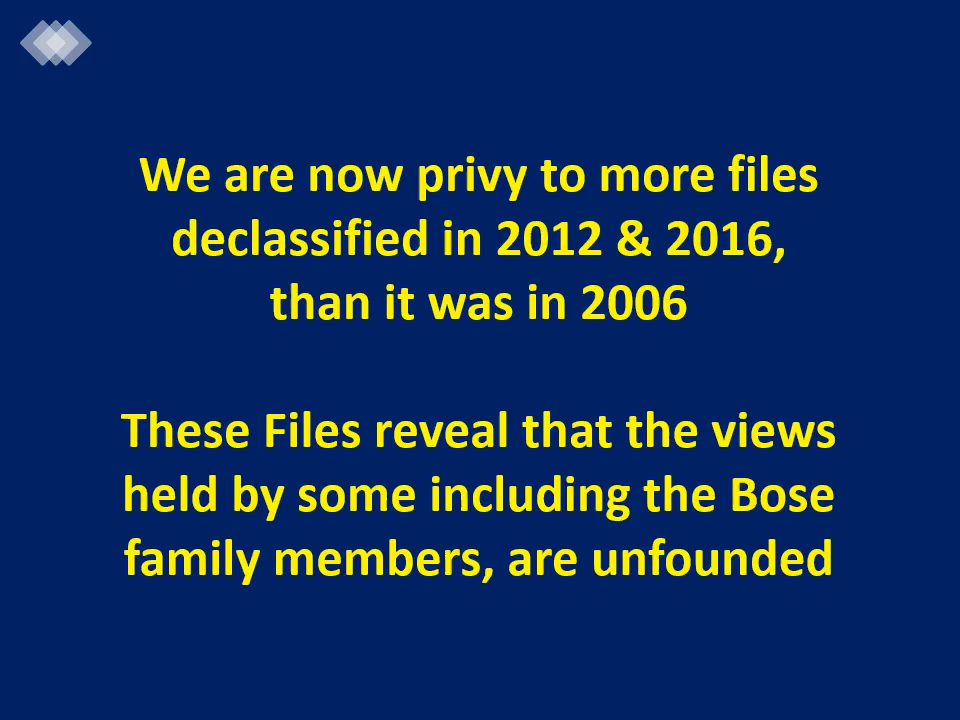 We are now privy to more files
declassified in 2012 & 2016,
than it was in 2006
These Files reveal that the views
held by some including the Bose
family members, are unfounded